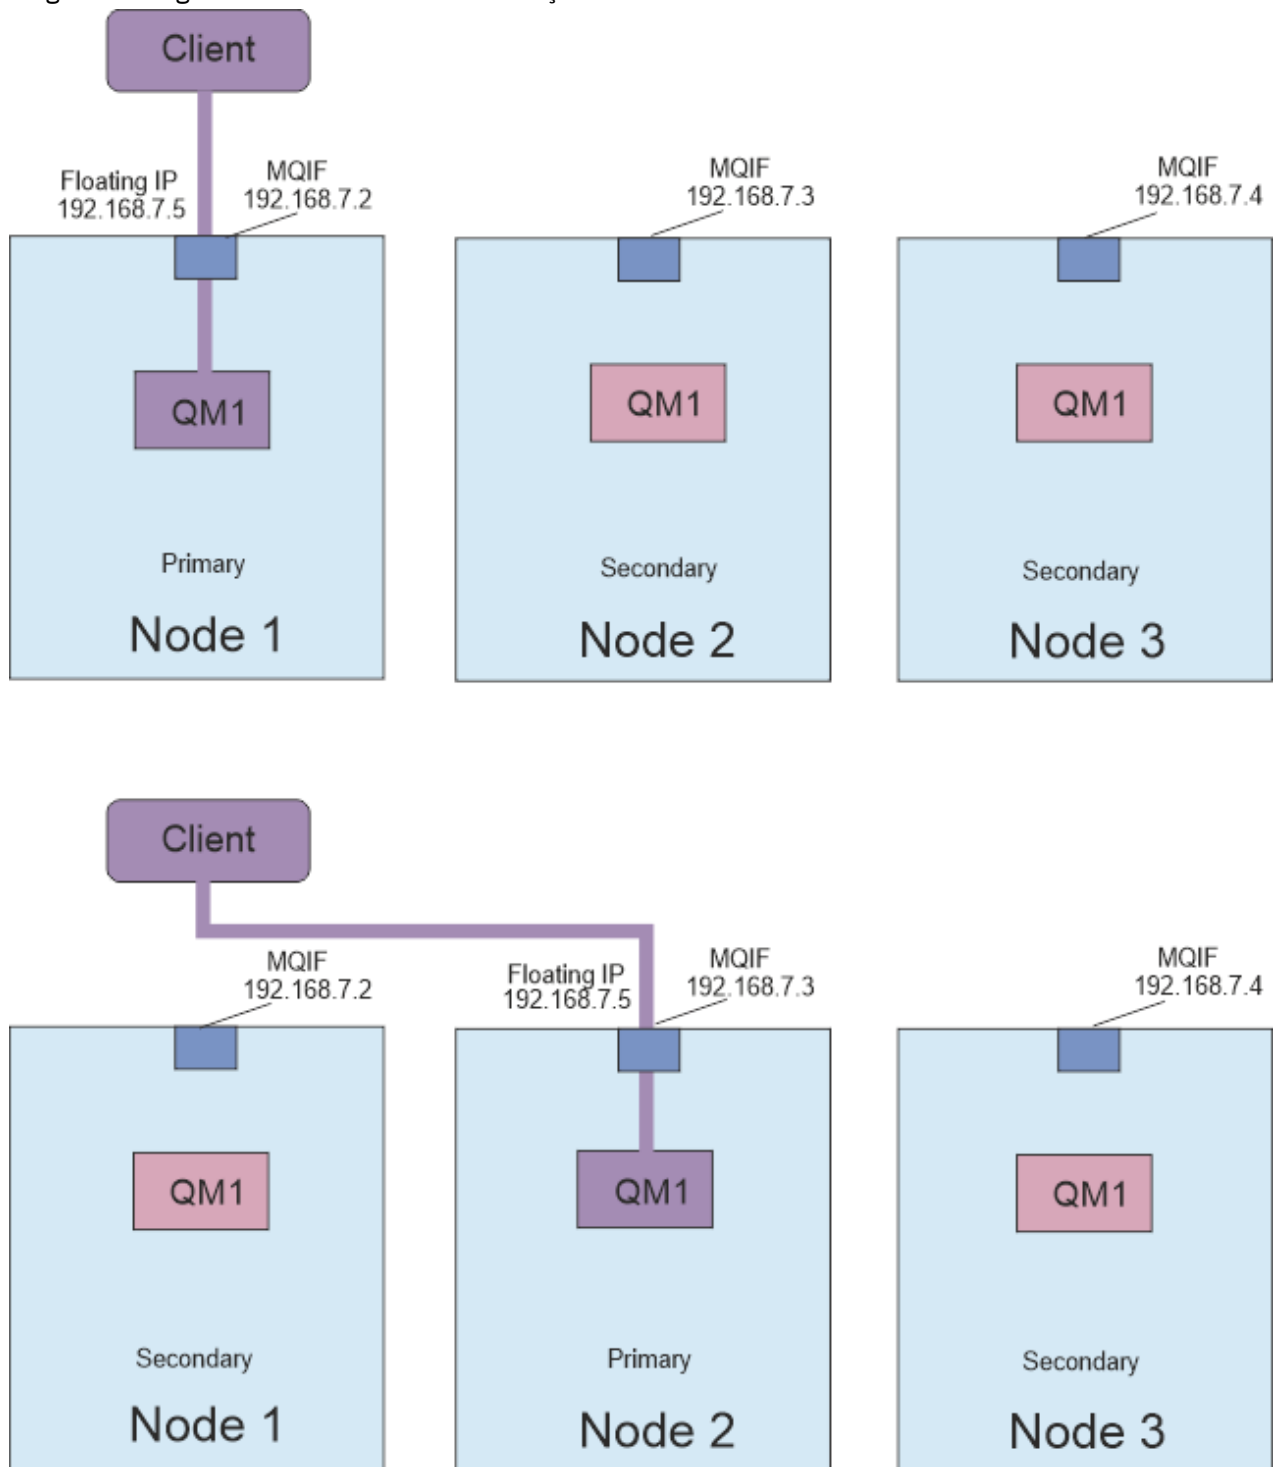 Client
Floating IP
192.168.7.5
MQIF
192.168.7.2
MQIF
192.168.7.3
MQIF
192.168.7.4
QM1
QM1
QM1
Primary
Secondary
Secondary
Node 1
Node 2
Node 3
Client
MQIF
192.168.7.2
Floating IP
192.168.7.5
MQIF
192.168.7.3
MQIF
192.168.7.4
QM1
QM1
QM1
Secondary
Primary
Secondary
Node 1
Node 2
Node 3